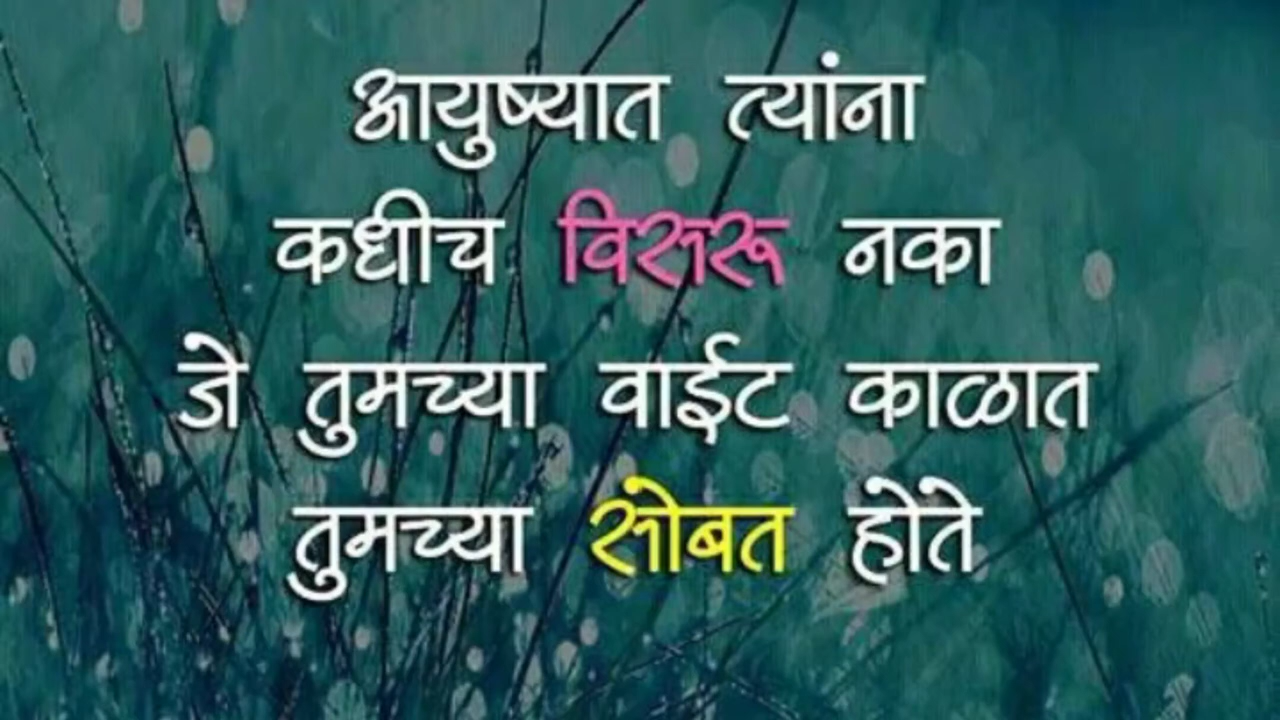 आयुष्यात त्यांना
कधीच विसरू नका
जे तुमच्या वाईट काळात
तुमच्या सोबत होते